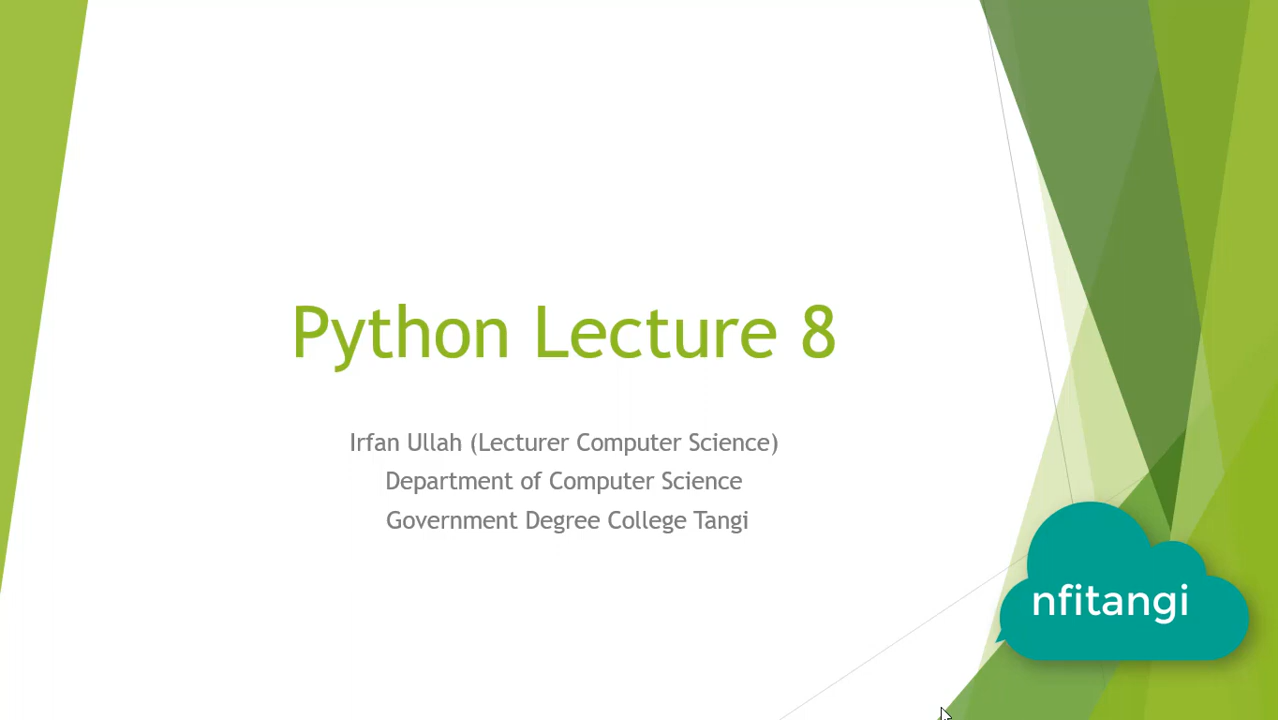 Python Lecture 8
Irfan Ullah (Lecturer Computer Science)
Department of Computer Science
Government Degree College Tangi
nfitangi